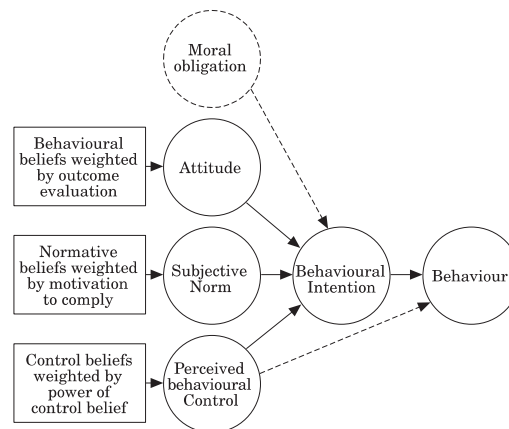 Moral
obligation
Behavioural
beliefs weighted
by outcome
evaluation
Attitude
Normative
beliefs weighted
by motivation
to comply
Subjective
Norm
Behavioural
Intention
Behaviour
Control beliefs
weighted by
power of
control belief
Perceived
behavioural
Control